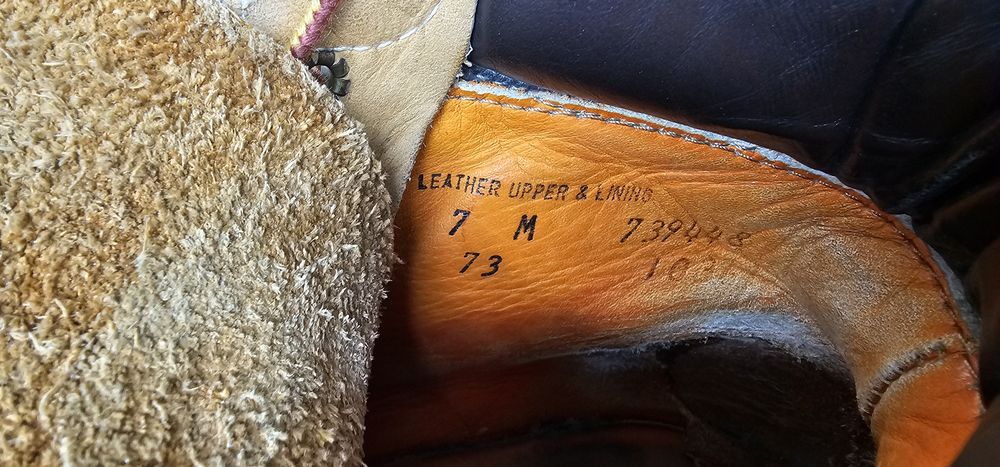 LEATHER UPPER & LINING
7 M 739448
73